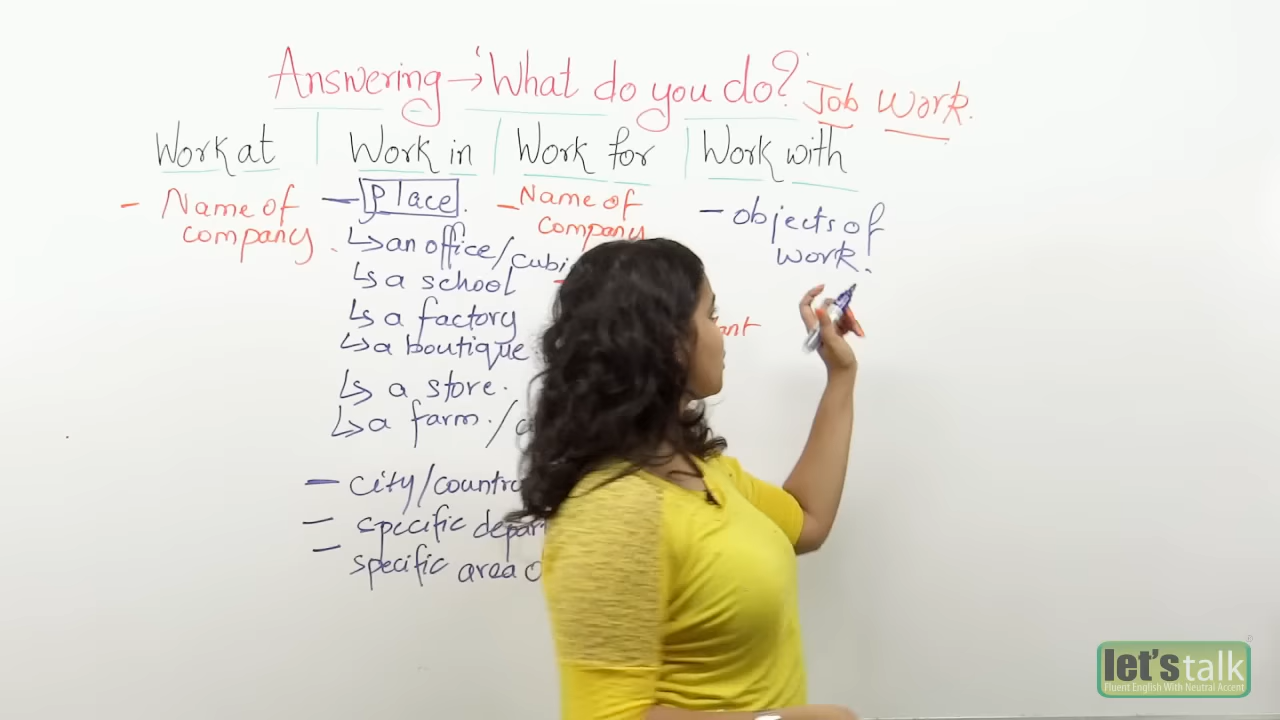 Answering → 'What do you do?' Job Work.
Work at
Work in
Work for
Work with
- Name of
company.
- Place.
↳ an office/
↳ a school
↳ a factory
↳ a boutique.
↳ a store.
↳ a farm./
- city/
- specific
- specific area
- Name of
company
- objects of
work.
let's talk
Fluent English With Neutral Accent